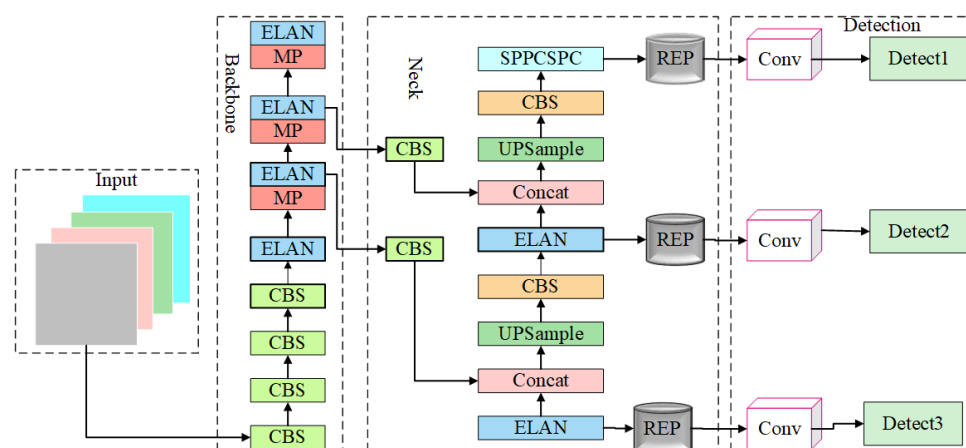 Input
Backbone
ELAN
MP
ELAN
MP
ELAN
MP
ELAN
CBS
CBS
CBS
CBS
Neck
CBS
CBS
SPPCSPC
CBS
UPSample
Concat
ELAN
CBS
UPSample
Concat
ELAN
REP
REP
REP
Detection
Conv
Detect1
Conv
Detect2
Conv
Detect3